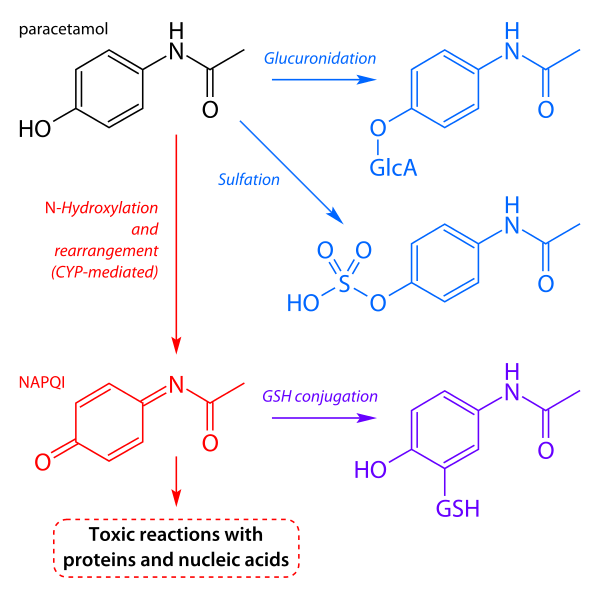 paracetamol
H
N
O
HO
Glucuronidation
H
N
O
O
GlcA
Sulfation
H
N
O
O O
S
HO O
N-Hydroxylation
and
rearrangement
(CYP-mediated)
NAPQI
N
O
O
GSH conjugation
H
N
O
HO
GSH
Toxic reactions with
proteins and nucleic acids